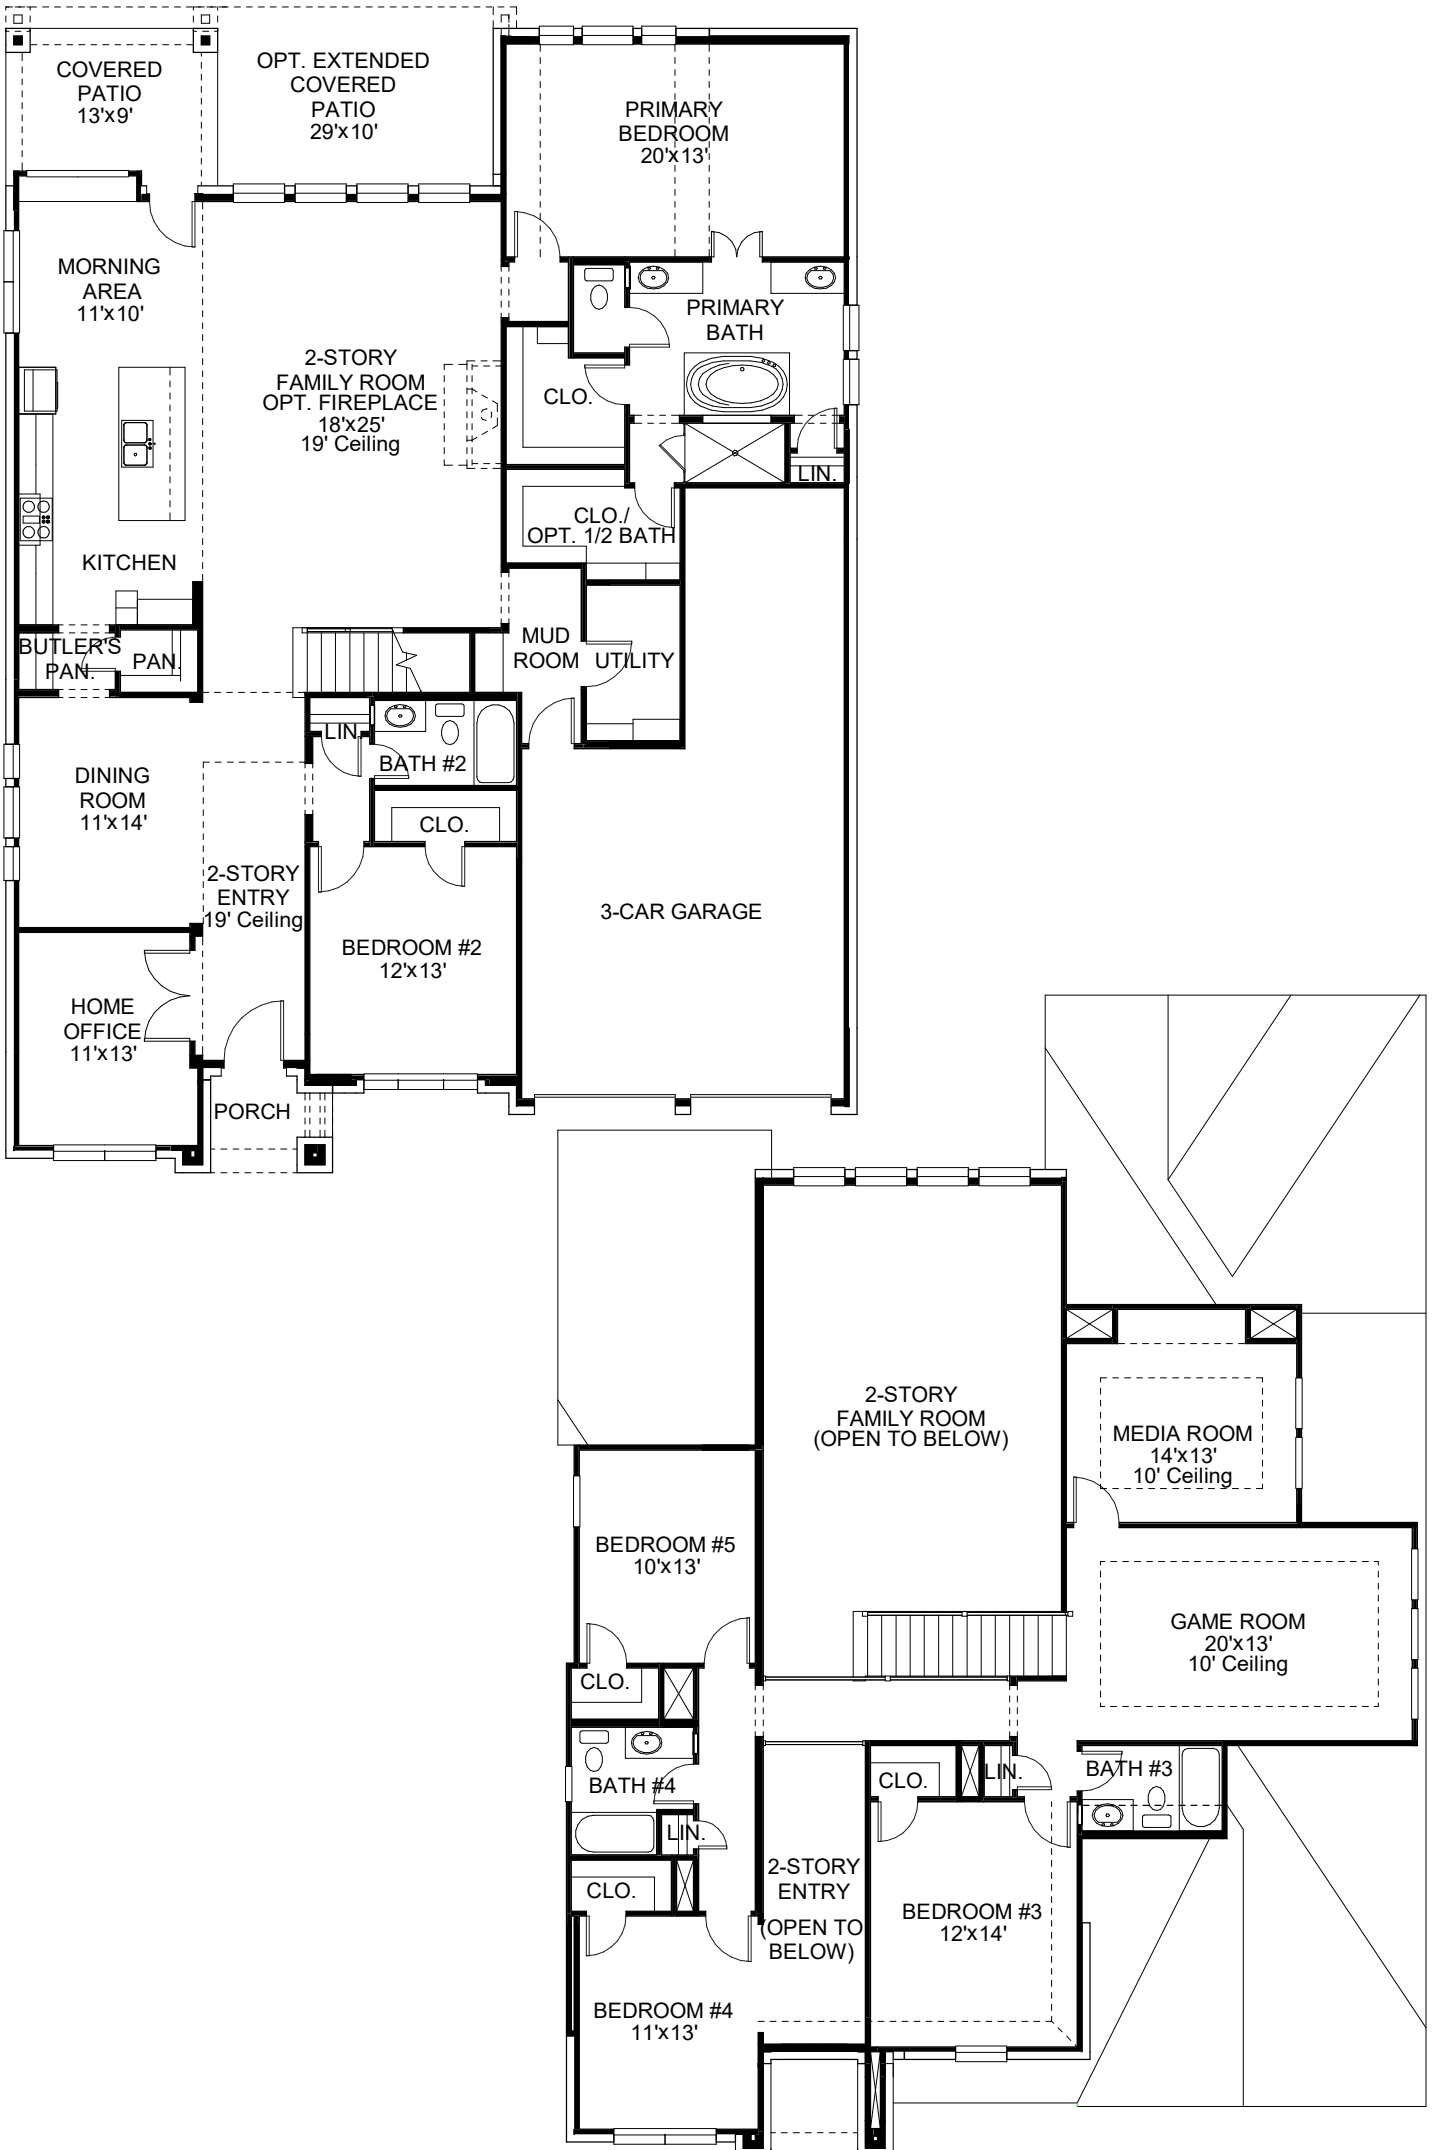 COVERED
PATIO
13'x9'
OPT. EXTENDED
COVERED
PATIO
29'x10'
PRIMARY
BEDROOM
20'x13'
MORNING
AREA
11'x10'
PRIMARY
BATH
2-STORY
FAMILY ROOM
OPT. FIREPLACE
18'x25'
19' Ceiling
CLO.
LIN.
CLO./
OPT. 1/2 BATH
KITCHEN
BUTLER'S
PAN.
PAN.
MUD
ROOM
UTILITY
LIN.
BATH #2
DINING
ROOM
11'x14'
CLO.
2-STORY
ENTRY
19' Ceiling
3-CAR GARAGE
BEDROOM #2
12'x13'
HOME
OFFICE
11'x13'
PORCH
2-STORY
FAMILY ROOM
(OPEN TO BELOW)
MEDIA ROOM
14'x13'
10' Ceiling
BEDROOM #5
10'x13'
GAME ROOM
20'x13'
10' Ceiling
CLO.
BATH #4
LIN.
CLO.
CLO.
LIN.
BATH #3
2-STORY
ENTRY
(OPEN TO
BELOW)
BEDROOM #3
12'x14'
BEDROOM #4
11'x13'